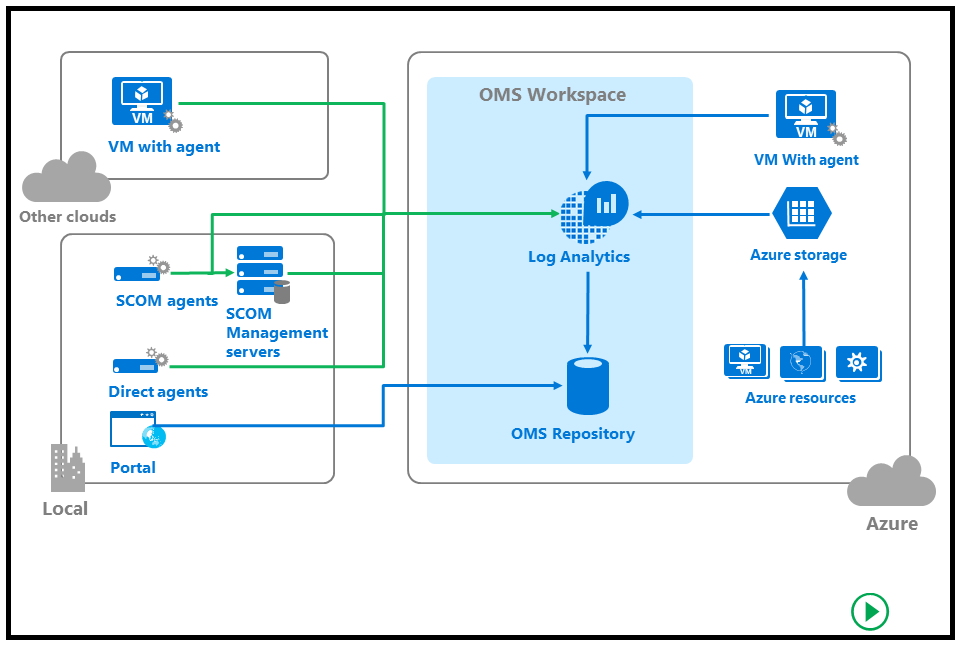 VM
VM with agent
Other clouds
SCOM agents
SCOM
Management
servers
Direct agents
Portal
Local
OMS Workspace
Log Analytics
OMS Repository
VM
VM With agent
Azure storage
VM
Azure resources
Azure